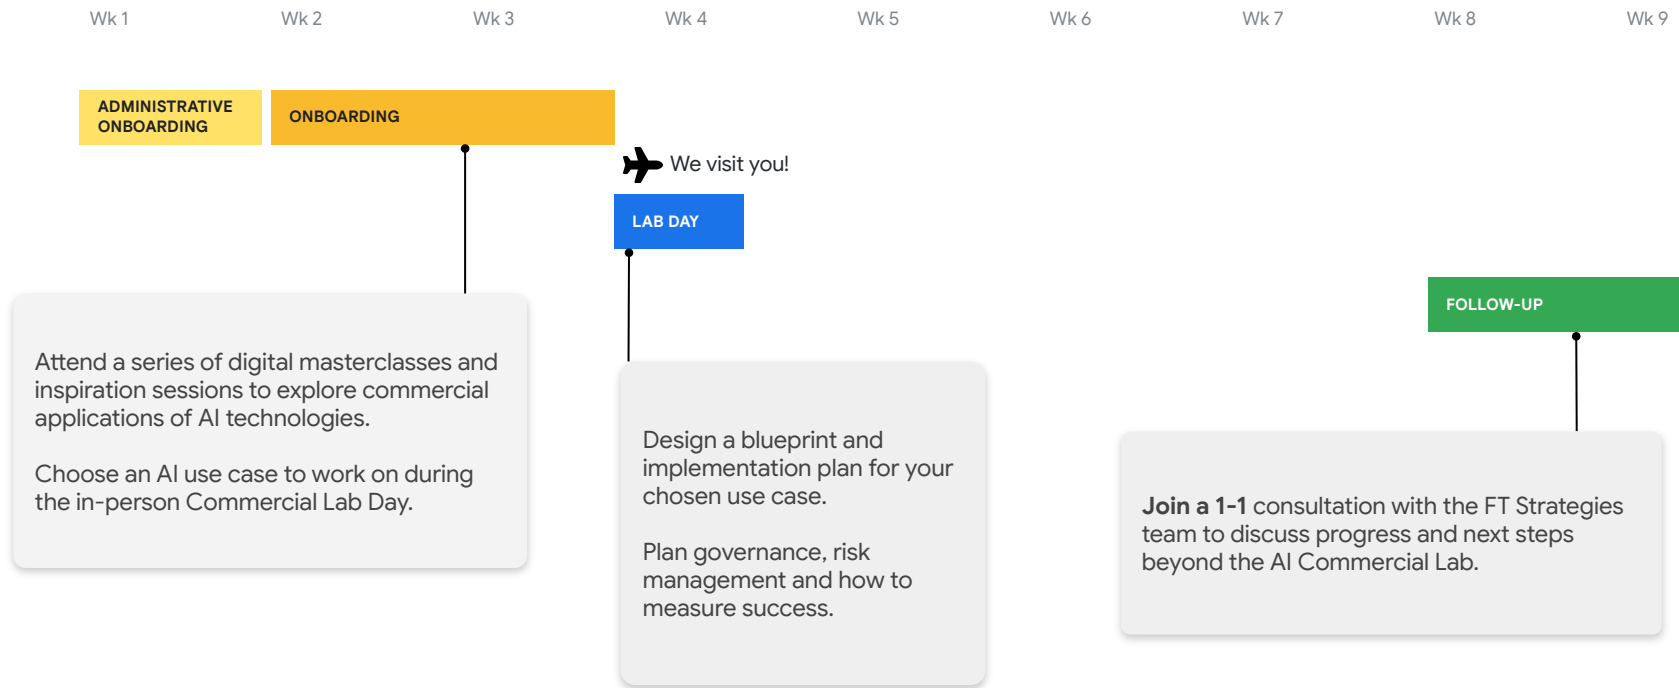 Wk 1 Wk 2 Wk 3 Wk 4 Wk 5 Wk 6 Wk 7 Wk 8 Wk 9
ADMINISTRATIVE
ONBOARDING
ONBOARDING
We visit you!
LAB DAY
FOLLOW-UP
Attend a series of digital masterclasses and
inspiration sessions to explore commercial
applications of AI technologies.
Choose an AI use case to work on during
the in-person Commercial Lab Day.
Design a blueprint and
implementation plan for your
chosen use case.
Plan governance, risk
management and how to
measure success.
Join a 1-1 consultation with the FT Strategies
team to discuss progress and next steps
beyond the AI Commercial Lab.